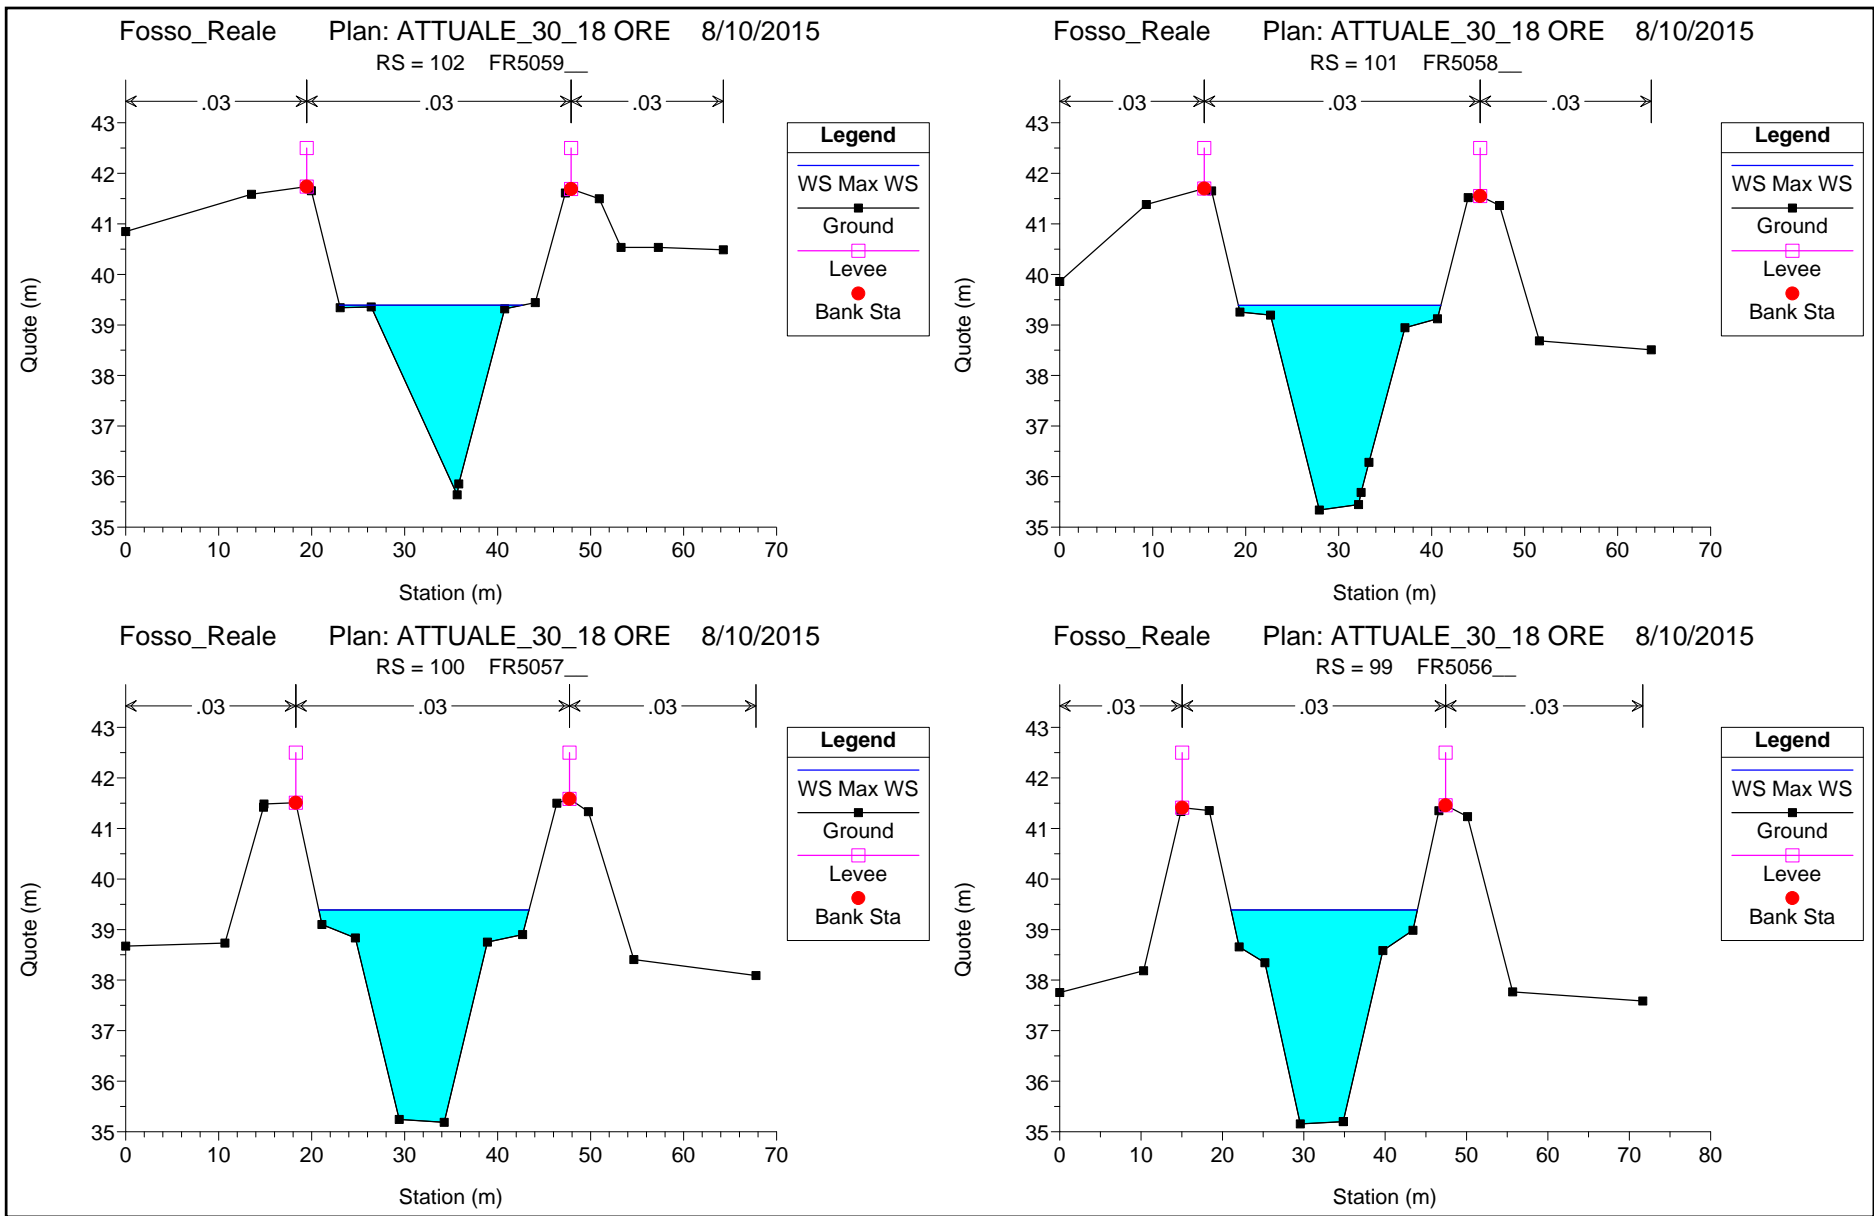 Fosso_Reale Plan: ATTUALE_30_18 ORE 8/10/2015
RS = 102 FR5059__
.03 .03 .03
43
42
41
40
39
38
37
36
35
Quote (m)
0 10 20 30 40 50 60 70
Station (m)
Legend
WS Max WS
Ground
Levee
Bank Sta
Fosso_Reale Plan: ATTUALE_30_18 ORE 8/10/2015
RS = 101 FR5058__
.03 .03 .03
43
42
41
40
39
38
37
36
35
Quote (m)
0 10 20 30 40 50 60 70
Station (m)
Legend
WS Max WS
Ground
Levee
Bank Sta
Fosso_Reale Plan: ATTUALE_30_18 ORE 8/10/2015
RS = 100 FR5057__
.03 .03 .03
43
42
41
40
39
38
37
36
35
Quote (m)
0 10 20 30 40 50 60 70
Station (m)
Legend
WS Max WS
Ground
Levee
Bank Sta
Fosso_Reale Plan: ATTUALE_30_18 ORE 8/10/2015
RS = 99 FR5056__
.03 .03 .03
43
42
41
40
39
38
37
36
35
Quote (m)
0 10 20 30 40 50 60 70 80
Station (m)
Legend
WS Max WS
Ground
Levee
Bank Sta